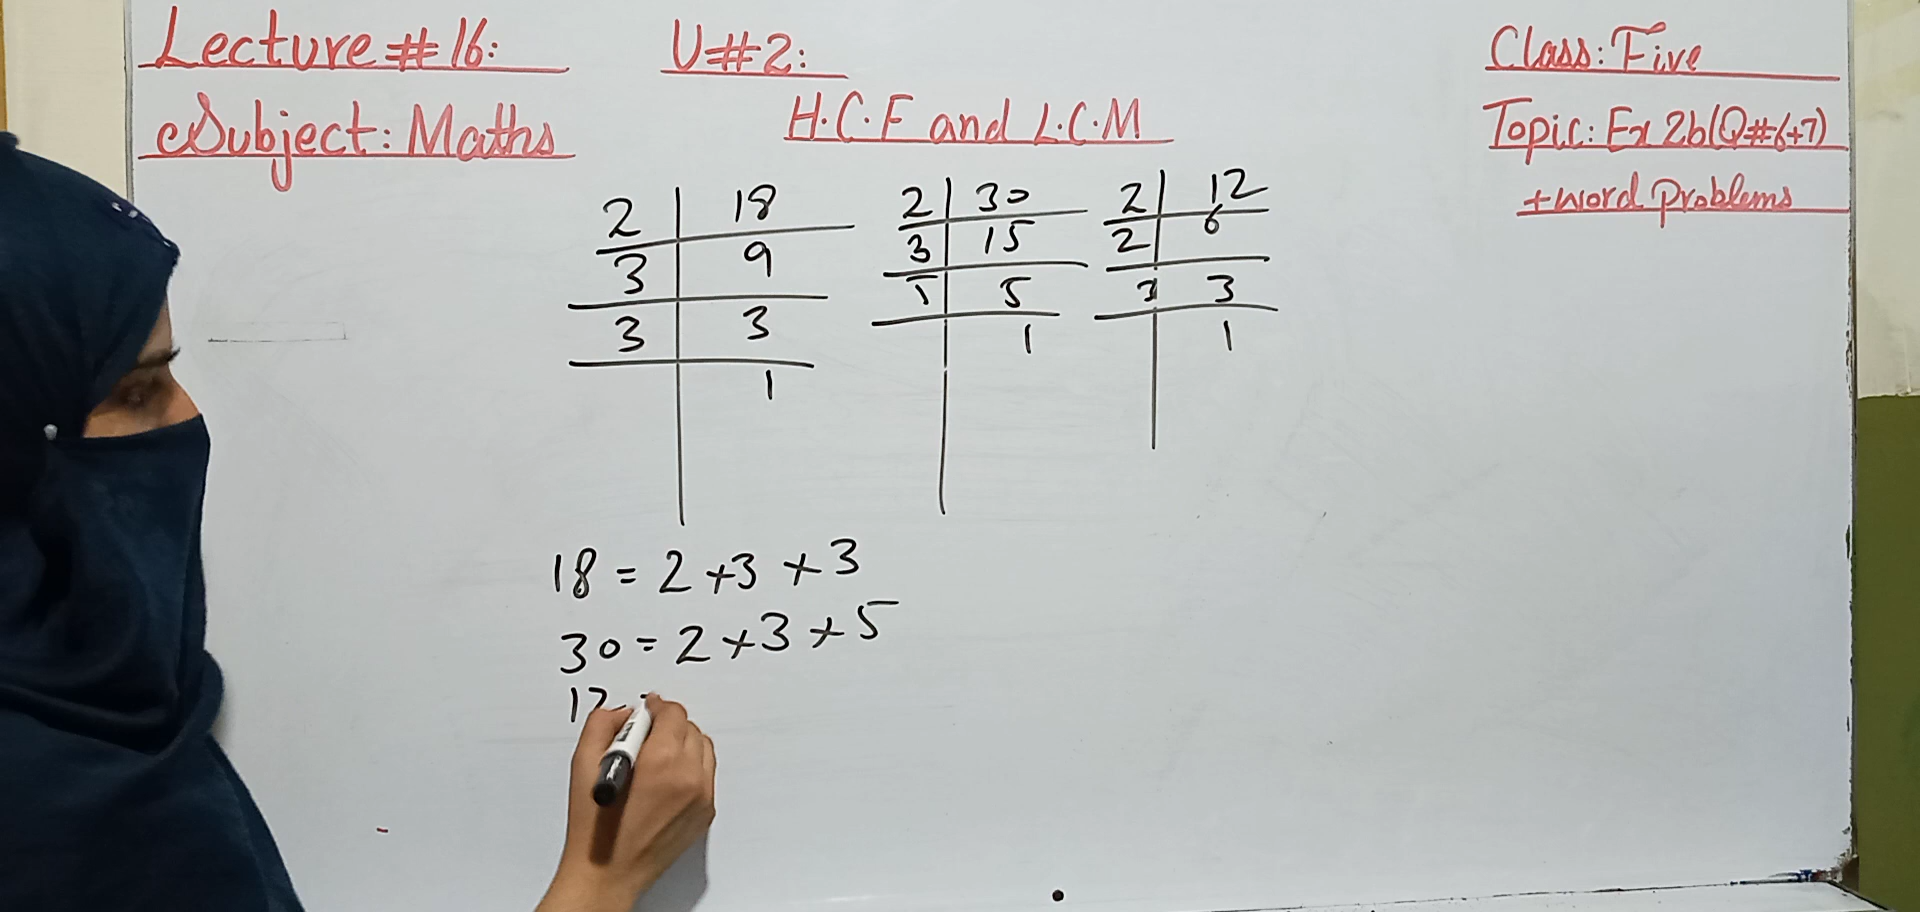 Lecture # 16:
U#2:
Class: Five
Subject: Maths
H.C.F and L.C.M
Topic: Ex 2b(Q#6+7)
+word problems
2 | 18
3 | 9
3 | 3
1
2 | 30
3 | 15
5 | 5
1
2 | 12
2 | 6
3 | 3
1
18 = 2 × 3 × 3
30 = 2 × 3 × 5
12 =